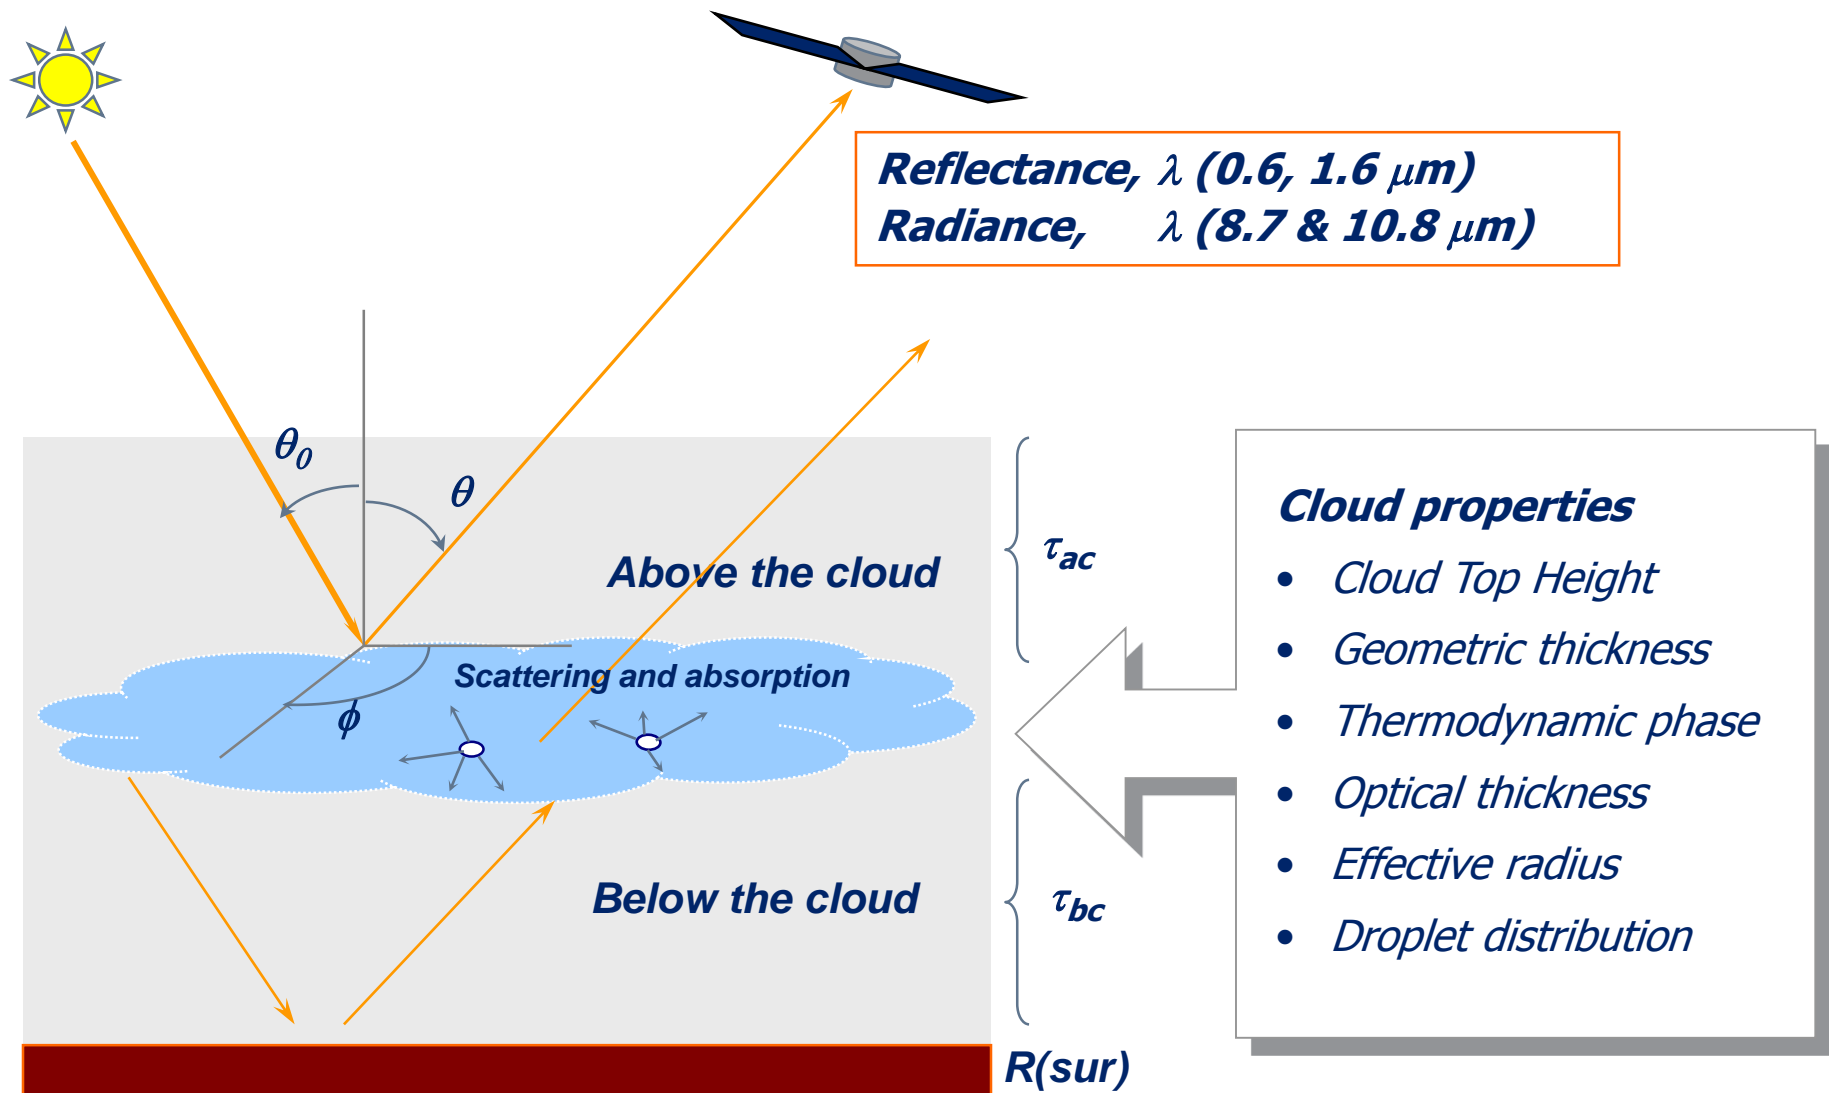 Reflectance, λ (0.6, 1.6 μm)
Radiance, λ (8.7 & 10.8 μm)
θ0
θ
Above the cloud
τac
Scattering and absorption
ϕ
Below the cloud
τbc
R(sur)
Cloud properties
• Cloud Top Height
• Geometric thickness
• Thermodynamic phase
• Optical thickness
• Effective radius
• Droplet distribution